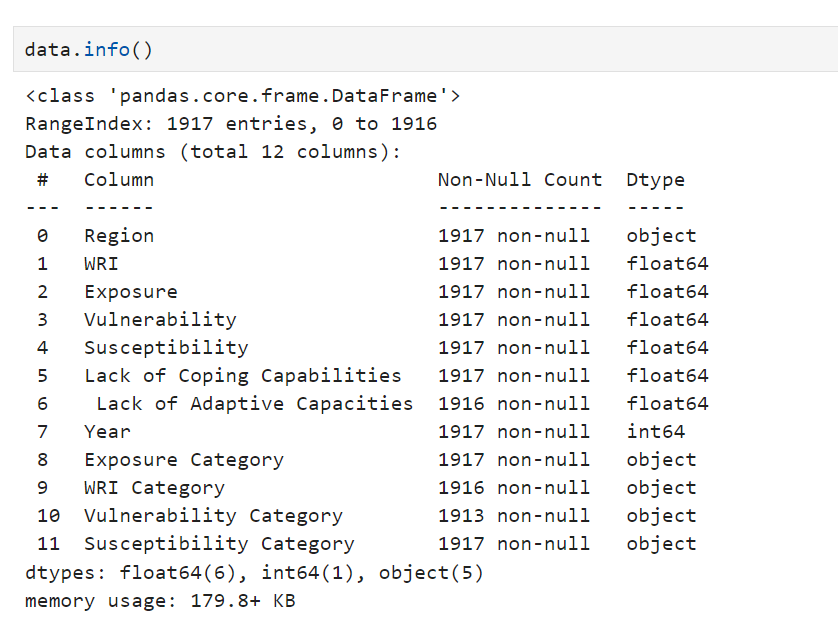 data.info()
<class 'pandas.core.frame.DataFrame'>
RangeIndex: 1917 entries, 0 to 1916
Data columns (total 12 columns):
 #   Column                        Non-Null Count  Dtype
---  ------                        --------------  -----
 0   Region                        1917 non-null   object
 1   WRI                           1917 non-null   float64
 2   Exposure                      1917 non-null   float64
 3   Vulnerability                 1917 non-null   float64
 4   Susceptibility                1917 non-null   float64
 5   Lack of Coping Capabilities   1917 non-null   float64
 6    Lack of Adaptive Capacities  1916 non-null   float64
 7   Year                          1917 non-null   int64
 8   Exposure Category             1917 non-null   object
 9   WRI Category                  1916 non-null   object
 10  Vulnerability Category        1913 non-null   object
 11  Susceptibility Category       1917 non-null   object
dtypes: float64(6), int64(1), object(5)
memory usage: 179.8+ KB